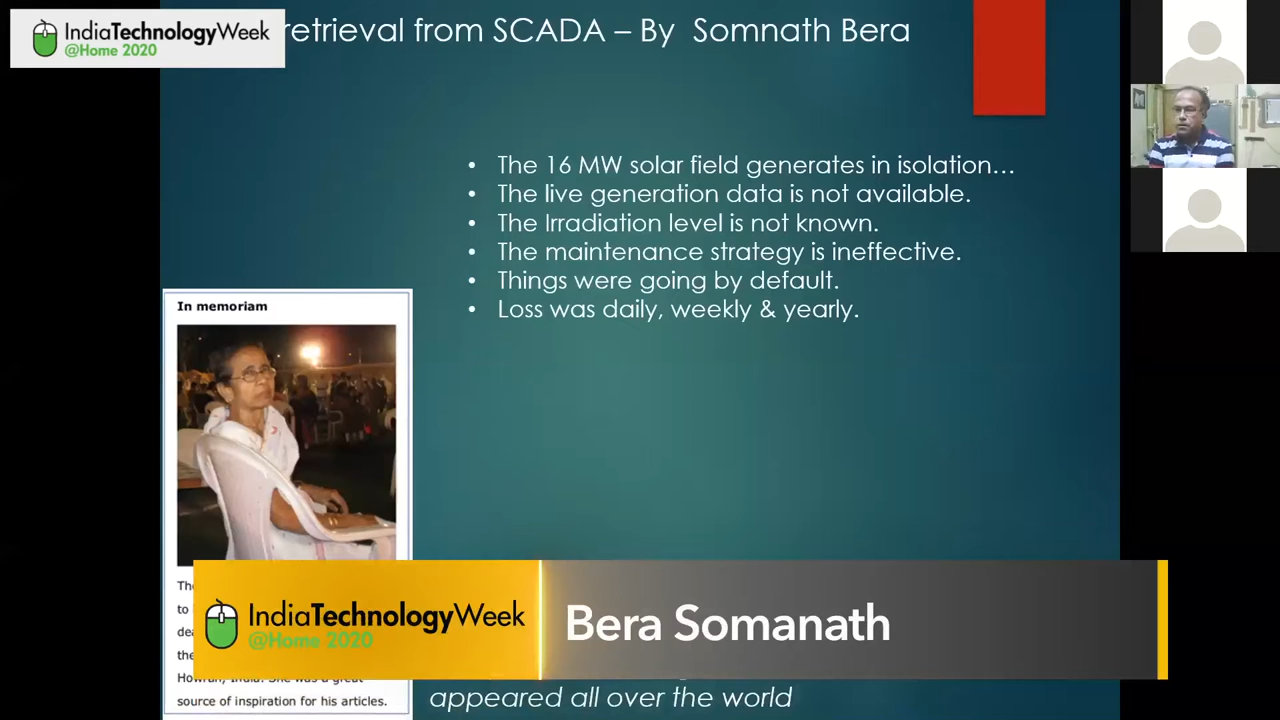 IndiaTechnologyWeek
@Home 2020
retrieval from SCADA – By Somnath Bera
• The 16 MW solar field generates in isolation…
• The live generation data is not available.
• The Irradiation level is not known.
• The maintenance strategy is ineffective.
• Things were going by default.
• Loss was daily, weekly & yearly.
In memoriam
to
the
source of inspiration for his articles.
IndiaTechnologyWeek
@Home 2020
Bera Somanath
appeared all over the world